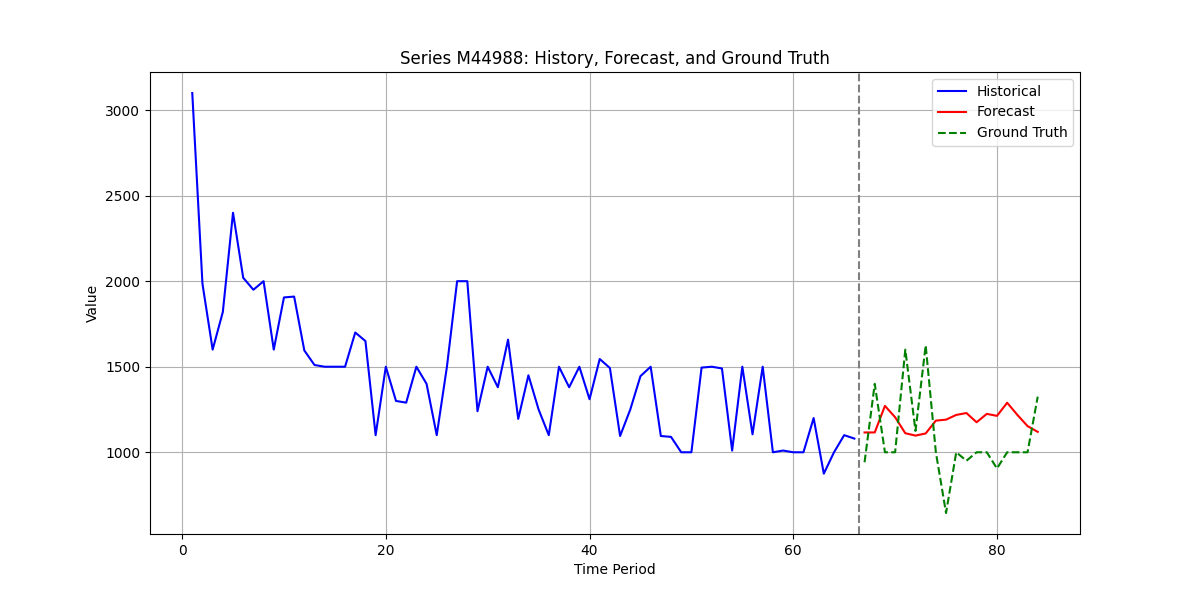 Series M44988: History, Forecast, and Ground Truth
Historical
Forecast
Ground Truth
Value
3000
2500
2000
1500
1000
0 20 40 60 80
Time Period